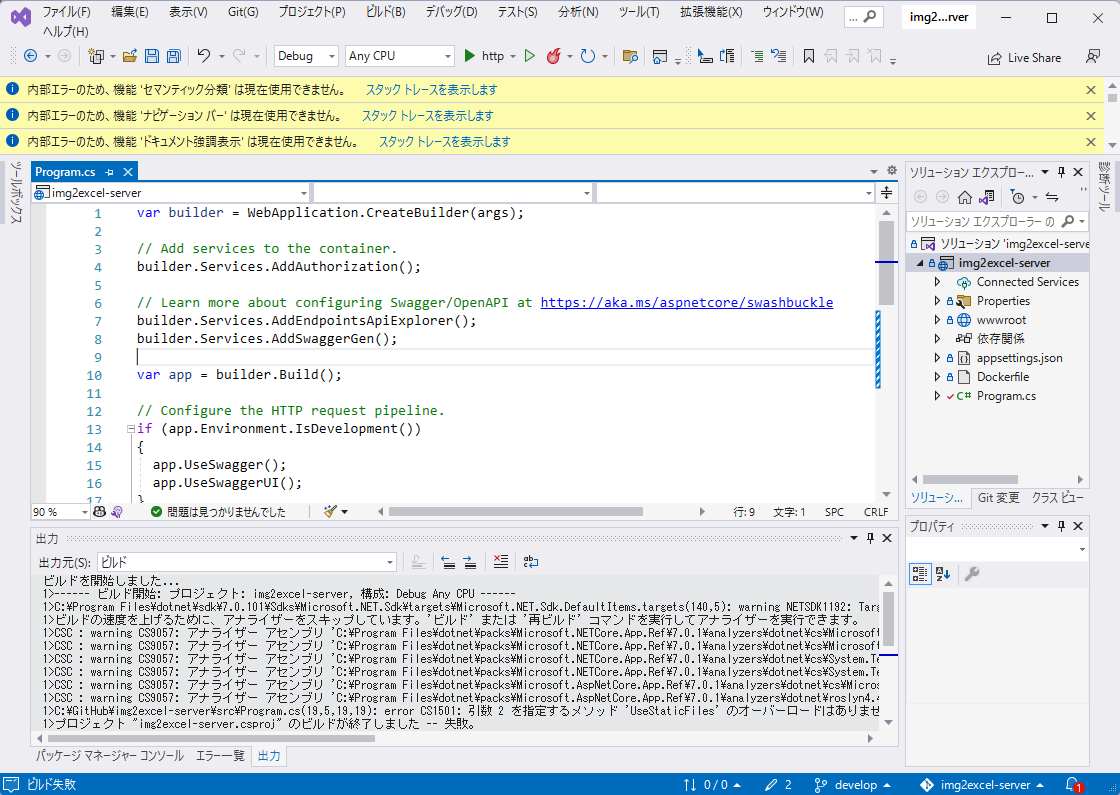 ファイル(F) 編集(E) 表示(V) Git(G) プロジェクト(P) ビルド(B) デバッグ(D) テスト(S) 分析(N) ツール(T) 拡張機能(X) ウィンドウ(W) ... img2...rver
ヘルプ(H)
Debug Any CPU http Live Share
内部エラーのため、機能 'セマンティック分類' は現在使用できません。 スタック トレースを表示します
内部エラーのため、機能 'ナビゲーション バー' は現在使用できません。 スタック トレースを表示します
内部エラーのため、機能 'ドキュメント強調表示' は現在使用できません。 スタック トレースを表示します
ツールボックス
Program.cs
img2excel-server
1 var builder = WebApplication.CreateBuilder(args);
2
3 // Add services to the container.
4 builder.Services.AddAuthorization();
5
6 // Learn more about configuring Swagger/OpenAPI at https://aka.ms/aspnetcore/swashbuckle
7 builder.Services.AddEndpointsApiExplorer();
8 builder.Services.AddSwaggerGen();
9
10 var app = builder.Build();
11
12 // Configure the HTTP request pipeline.
13 if (app.Environment.IsDevelopment())
14 {
15 app.UseSwagger();
16 app.UseSwaggerUI();
17 }
90 % 問題は見つかりませんでした 行: 9 文字: 1 SPC CRLF
ソリューション エクスプロー...
ソリューション エクスプローラー の
ソリューション 'img2excel-serve
img2excel-server
Connected Services
Properties
wwwroot
依存関係
appsettings.json
Dockerfile
C# Program.cs
ソリューシ... Git 変更 クラス ビュー
診断ツール
プロパティ
出力
出力元(S): ビルド
ビルドを開始しました...
1>------ ビルド開始: プロジェクト: img2excel-server, 構成: Debug Any CPU ------
1>C:¥Program Files¥dotnet¥sdk¥7.0.101¥Sdks¥Microsoft.NET.Sdk¥targets¥Microsoft.NET.Sdk.DefaultItems.targets(140,5): warning NETSDK1192: Targ
1>ビルドの速度を上げるために、アナライザーをスキップしています。'ビルド' または '再ビルド' コマンドを実行してアナライザーを実行できます。
1>CSC : warning CS9057: アナライザー アセンブリ 'C:¥Program Files¥dotnet¥packs¥Microsoft.NETCore.App.Ref¥7.0.1¥analyzers¥dotnet¥cs¥Microsoft
1>CSC : warning CS9057: アナライザー アセンブリ 'C:¥Program Files¥dotnet¥packs¥Microsoft.NETCore.App.Ref¥7.0.1¥analyzers¥dotnet¥cs¥Microsoft
1>CSC : warning CS9057: アナライザー アセンブリ 'C:¥Program Files¥dotnet¥packs¥Microsoft.NETCore.App.Ref¥7.0.1¥analyzers¥dotnet¥cs¥System.Te
1>CSC : warning CS9057: アナライザー アセンブリ 'C:¥Program Files¥dotnet¥packs¥Microsoft.NETCore.App.Ref¥7.0.1¥analyzers¥dotnet¥cs¥System.Te
1>CSC : warning CS9057: アナライザー アセンブリ 'C:¥Program Files¥dotnet¥packs¥Microsoft.AspNetCore.App.Ref¥7.0.1¥analyzers¥dotnet¥cs¥Micros
1>CSC : warning CS9057: アナライザー アセンブリ 'C:¥Program Files¥dotnet¥packs¥Microsoft.AspNetCore.App.Ref¥7.0.1¥analyzers¥dotnet¥roslyn4.4
1>C:¥GitHub¥img2excel-server¥src¥Program.cs(19,5,19,19): error CS1501: 引数 2 を指定するメソッド 'UseStaticFiles' のオーバーロードはありませ
1>プロジェクト "img2excel-server.csproj" のビルドが終了しました -- 失敗。
パッケージ マネージャー コンソール エラー一覧 出力
ビルド失敗 0 / 0 2 develop img2excel-server 1